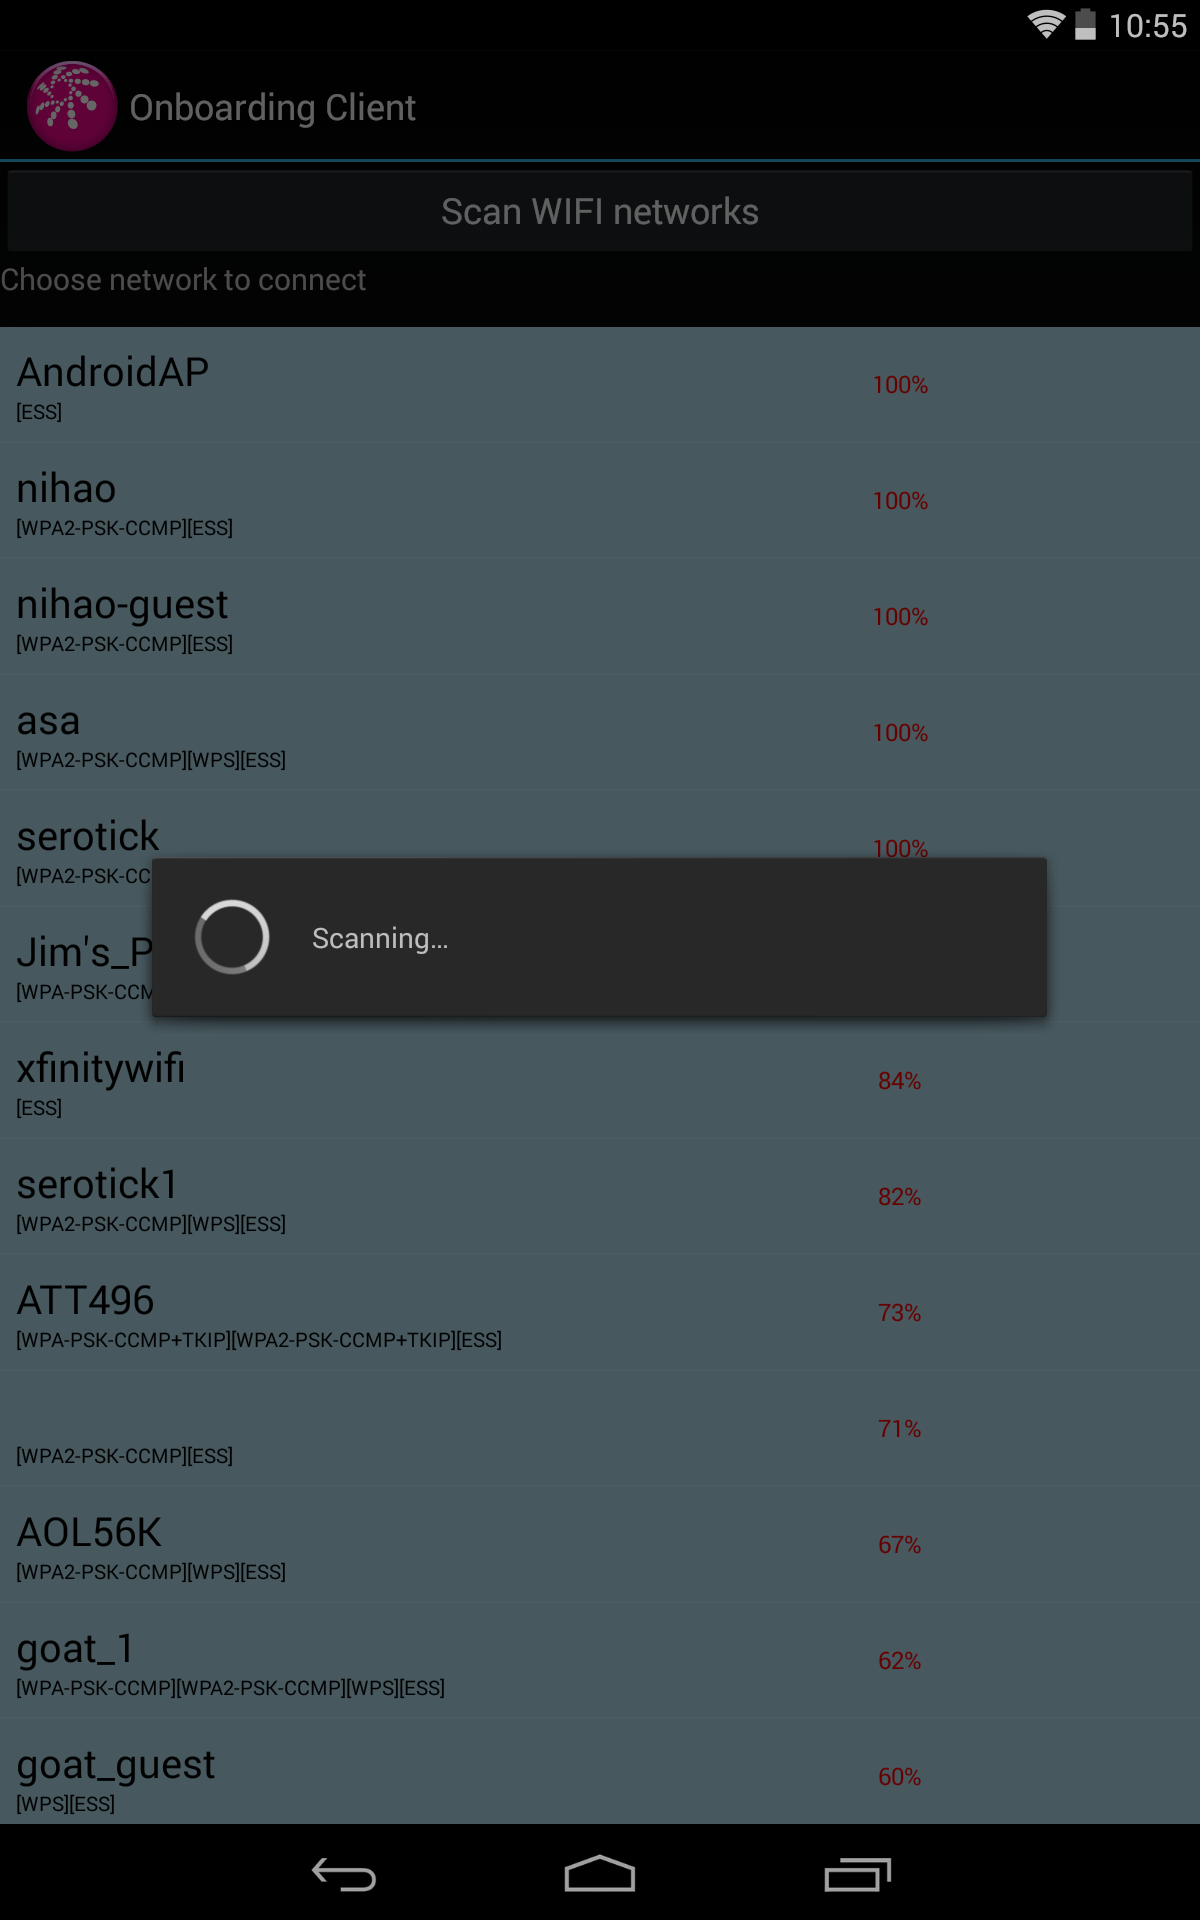 10:55
Onboarding Client
Scan WIFI networks
Choose network to connect
AndroidAP
100%
[ESS]
nihao
100%
[WPA2-PSK-CCMP][ESS]
nihao-guest
100%
[WPA2-PSK-CCMP][ESS]
asa
100%
[WPA2-PSK-CCMP][WPS][ESS]
serotick
100%
[WPA2-PSK-CC
Scanning...
Jim's_P
[WPA-PSK-CCM
xfinitywifi
84%
[ESS]
serotick1
82%
[WPA2-PSK-CCMP][WPS][ESS]
ATT496
73%
[WPA-PSK-CCMP+TKIP][WPA2-PSK-CCMP+TKIP][ESS]
71%
[WPA2-PSK-CCMP][ESS]
AOL56K
67%
[WPA2-PSK-CCMP][WPS][ESS]
goat_1
62%
[WPA-PSK-CCMP][WPA2-PSK-CCMP][WPS][ESS]
goat_guest
60%
[WPS][ESS]